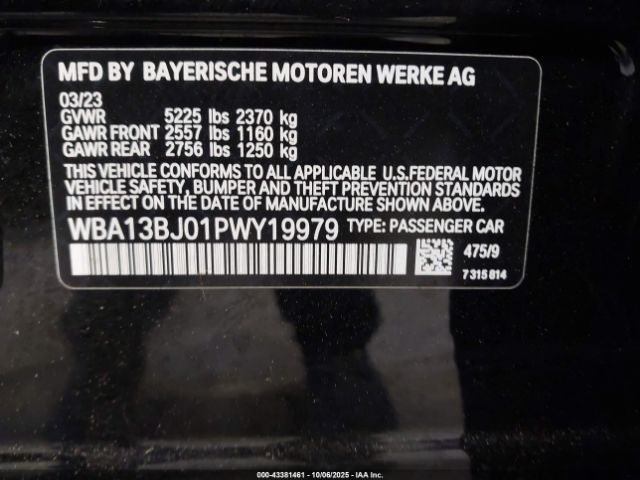 MFD BY BAYERISCHE MOTOREN WERKE AG
03/23
GVWR 5225 lbs 2370 kg
GAWR FRONT 2557 lbs 1160 kg
GAWR REAR 2756 lbs 1250 kg
THIS VEHICLE CONFORMS TO ALL APPLICABLE U.S.FEDERAL MOTOR
VEHICLE SAFETY, BUMPER, AND THEFT PREVENTION STANDARDS
IN EFFECT ON THE DATE OF MANUFACTURE SHOWN ABOVE.
WBA13BJ01PWY19979 TYPE: PASSENGER CAR
475/9
7315814
000-43381461 - 10/06/2025 - IAA Inc.